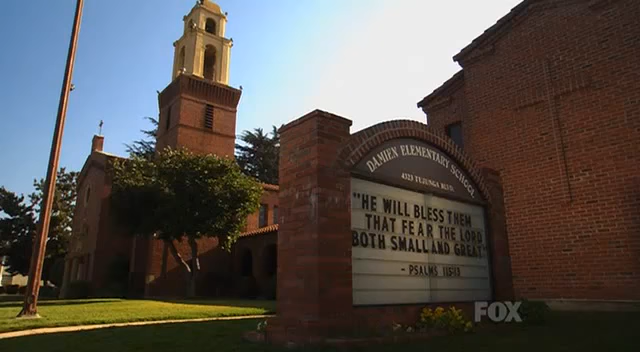 DAMIEN ELEMENTARY SCHOOL
4323 TUJUNGA BLVD.
"HE WILL BLESS THEM
THAT FEAR THE LORD
BOTH SMALL AND GREAT"
- PSALMS 115:13
FOX